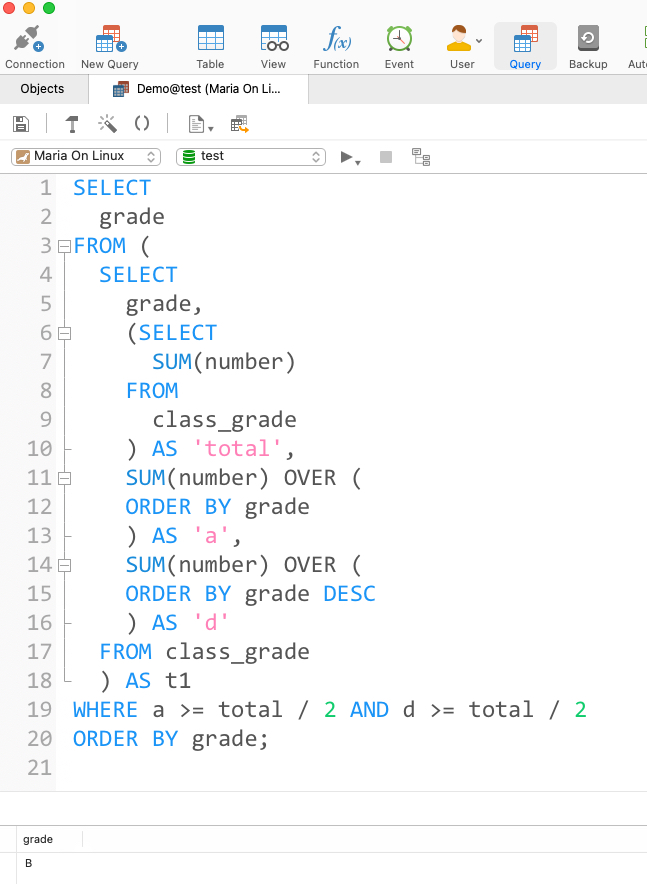 Connection New Query Table View Function Event User Query Backup
f(x)
Objects Demo@test (Maria On Li...
Maria On Linux test
1 SELECT
2 grade
3 FROM (
4 SELECT
5 grade,
6 (SELECT
7 SUM(number)
8 FROM
9 class_grade
10 ) AS 'total',
11 SUM(number) OVER (
12 ORDER BY grade
13 ) AS 'a',
14 SUM(number) OVER (
15 ORDER BY grade DESC
16 ) AS 'd'
17 FROM class_grade
18 ) AS t1
19 WHERE a >= total / 2 AND d >= total / 2
20 ORDER BY grade;
21
grade
B